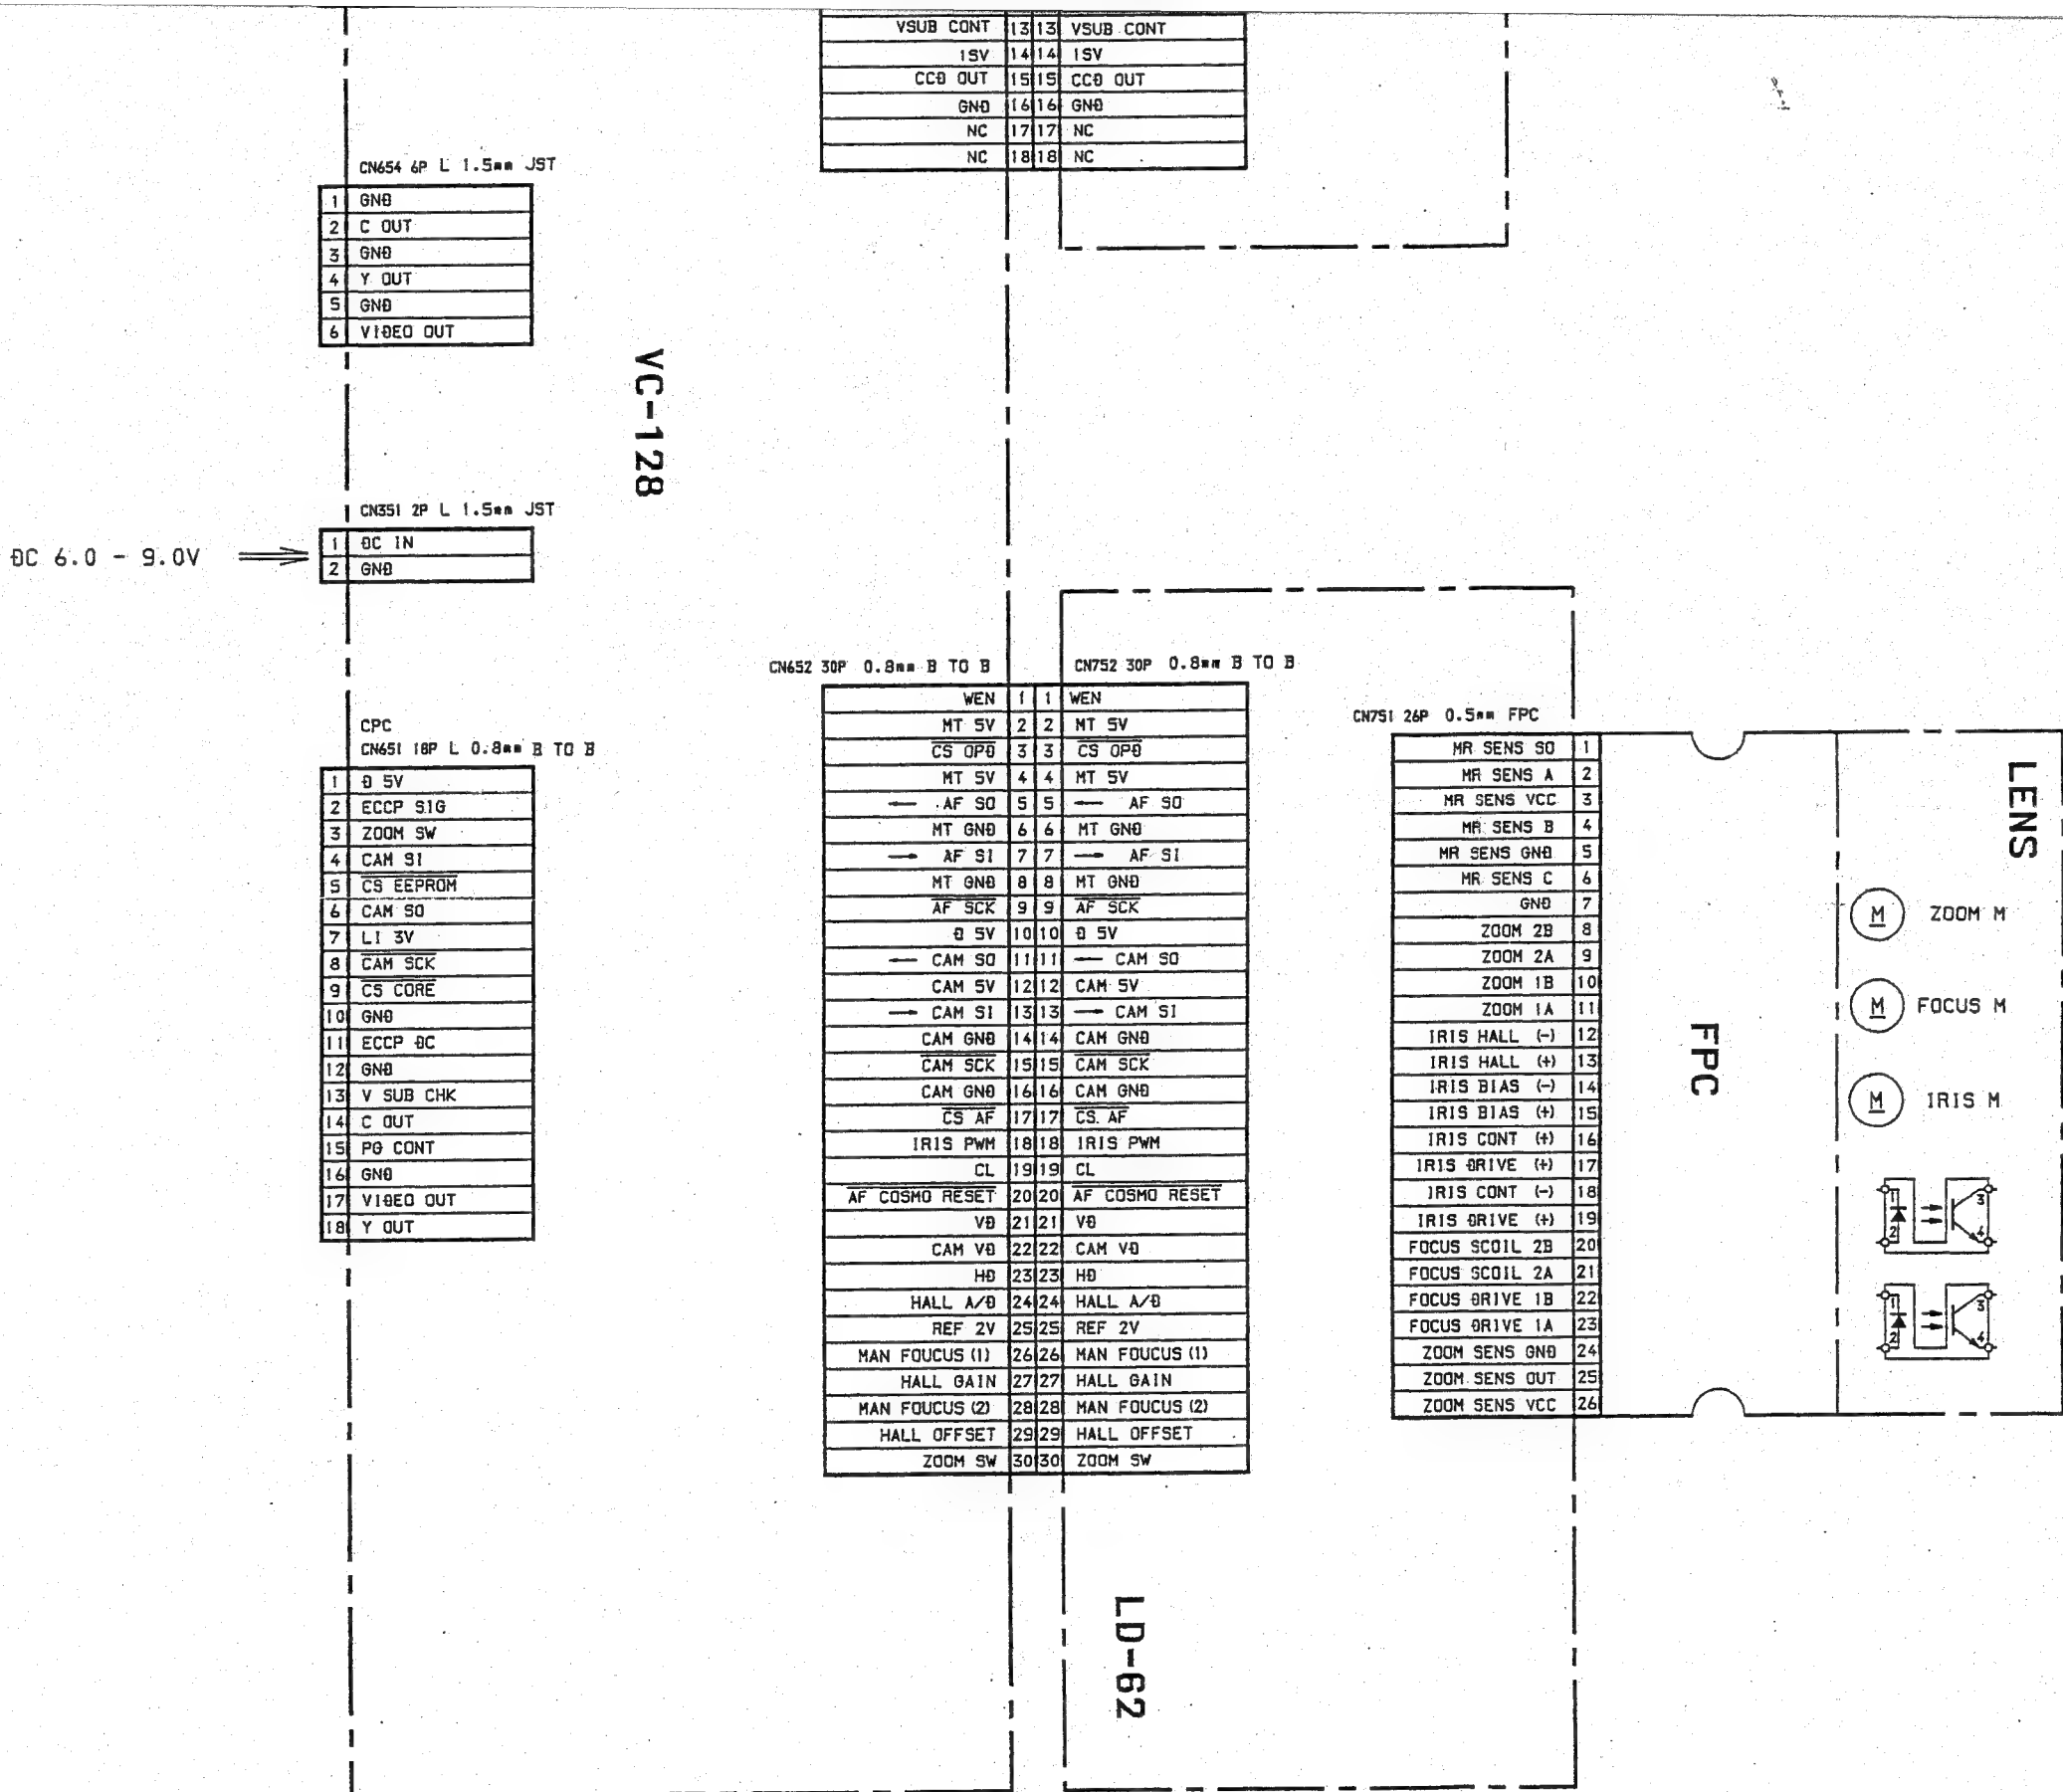 VSUB CONT 13 13 VSUB CONT
ISV 14 14 ISV
CCD OUT 15 15 CCD OUT
GND 16 16 GND
NC 17 17 NC
NC 18 18 NC
CN654 6P L 1.5mm JST
1 GND
2 C OUT
3 GND
4 Y OUT
5 GND
6 VIDEO OUT
VC-128
CN351 2P L 1.5mm JST
DC 6.0 - 9.0V
1 DC IN
2 GND
CPC
CN651 18P L 0.8mm B TO B
1 D 5V
2 ECCP SIG
3 ZOOM SW
4 CAM SI
5 CS EEPROM
6 CAM SO
7 LI 3V
8 CAM SCK
9 CS CORE
10 GND
11 ECCP DC
12 GND
13 V SUB CHK
14 C OUT
15 PG CONT
16 GND
17 VIDEO OUT
18 Y OUT
CN652 30P 0.8mm B TO B CN752 30P 0.8mm B TO B
WEN 1 1 WEN
MT 5V 2 2 MT 5V
CS OPD 3 3 CS OPD
MT 5V 4 4 MT 5V
← AF SO 5 5 ← AF SO
MT GND 6 6 MT GND
→ AF SI 7 7 → AF SI
MT GND 8 8 MT GND
AF SCK 9 9 AF SCK
D 5V 10 10 D 5V
← CAM SO 11 11 ← CAM SO
CAM 5V 12 12 CAM 5V
→ CAM SI 13 13 → CAM SI
CAM GND 14 14 CAM GND
CAM SCK 15 15 CAM SCK
CAM GND 16 16 CAM GND
CS AF 17 17 CS AF
IRIS PWM 18 18 IRIS PWM
CL 19 19 CL
AF COSMO RESET 20 20 AF COSMO RESET
VD 21 21 VD
CAM VD 22 22 CAM VD
HD 23 23 HD
HALL A/D 24 24 HALL A/D
REF 2V 25 25 REF 2V
MAN FOUCUS (1) 26 26 MAN FOUCUS (1)
HALL GAIN 27 27 HALL GAIN
MAN FOUCUS (2) 28 28 MAN FOUCUS (2)
HALL OFFSET 29 29 HALL OFFSET
ZOOM SW 30 30 ZOOM SW
LD-62
CN751 26P 0.5mm FPC
MR SENS SO 1
MR SENS A 2
MR SENS VCC 3
MR SENS B 4
MR SENS GND 5
MR SENS C 6
GND 7
ZOOM 2B 8
ZOOM 2A 9
ZOOM 1B 10
ZOOM 1A 11
IRIS HALL (-) 12
IRIS HALL (+) 13
IRIS BIAS (-) 14
IRIS BIAS (+) 15
IRIS CONT (+) 16
IRIS DRIVE (+) 17
IRIS CONT (-) 18
IRIS DRIVE (+) 19
FOCUS SCOIL 2B 20
FOCUS SCOIL 2A 21
FOCUS DRIVE 1B 22
FOCUS DRIVE 1A 23
ZOOM SENS GND 24
ZOOM SENS OUT 25
ZOOM SENS VCC 26
FPC
LENS
M ZOOM M
M FOCUS M
M IRIS M
1 3
2 4
1 3
2 4